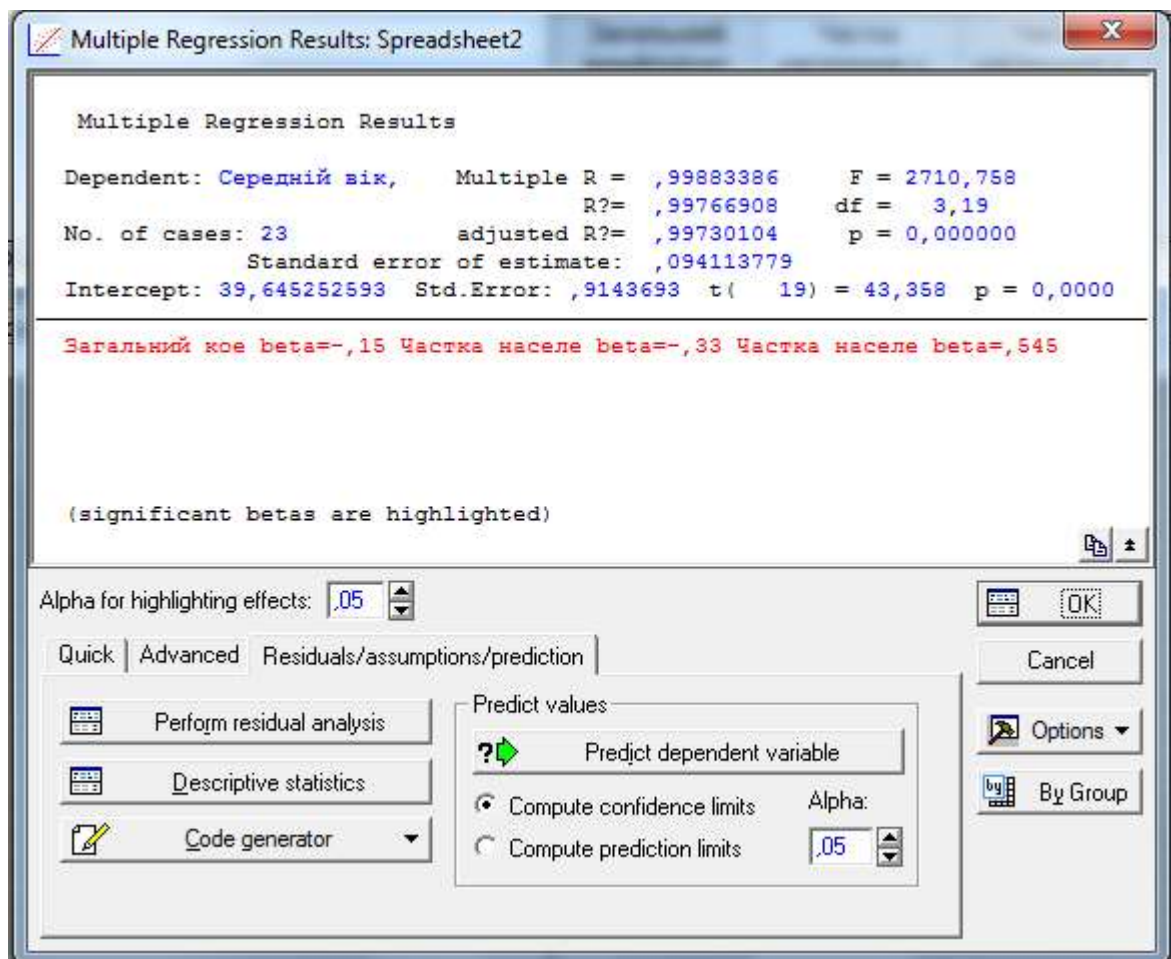 Multiple Regression Results: Spreadsheet2
Multiple Regression Results
Dependent: Середній вік, Multiple R = ,99883386 F = 2710,758
R?= ,99766908 df = 3,19
No. of cases: 23 adjusted R?= ,99730104 p = 0,000000
Standard error of estimate: ,094113779
Intercept: 39,645252593 Std.Error: ,9143693 t( 19) = 43,358 p = 0,0000
Загальний кое beta=-,15 Частка населе beta=-,33 Частка населе beta=,545
(significant betas are highlighted)
Alpha for highlighting effects: ,05
OK
Quick Advanced Residuals/assumptions/prediction
Cancel
Perform residual analysis
Predict values
Predict dependent variable
Options
Descriptive statistics
Compute confidence limits Alpha:
By Group
Code generator
Compute prediction limits ,05